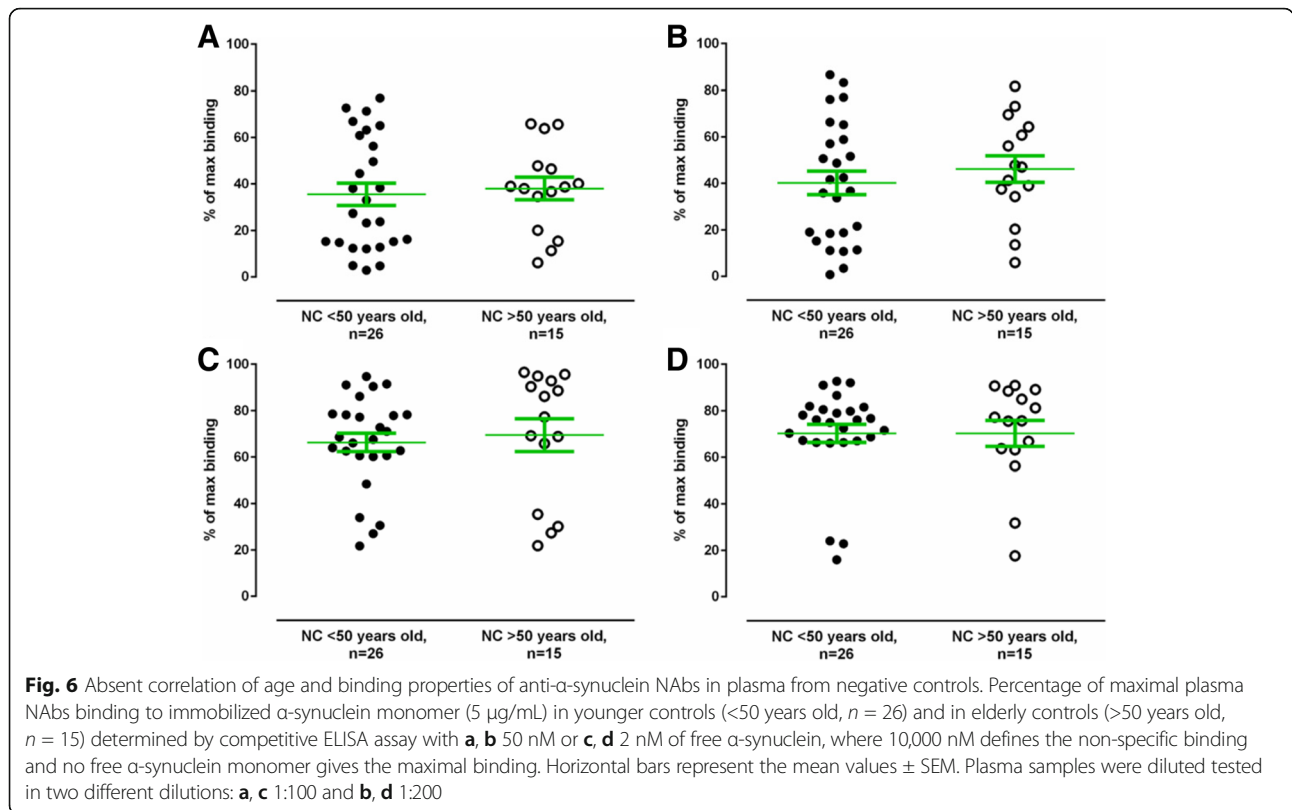 A
B
100
80
60
40
20
0
% of max binding
NC <50 years old,
n=26
NC >50 years old,
n=15
100
80
60
40
20
0
% of max binding
NC <50 years old,
n=26
NC >50 years old,
n=15
C
D
100
80
60
40
20
0
% of max binding
NC <50 years old,
n=26
NC >50 years old,
n=15
100
80
60
40
20
0
% of max binding
NC <50 years old,
n=26
NC >50 years old,
n=15
Fig. 6 Absent correlation of age and binding properties of anti-α-synuclein NAbs in plasma from negative controls. Percentage of maximal plasma
NAbs binding to immobilized α-synuclein monomer (5 μg/mL) in younger controls (<50 years old, n = 26) and in elderly controls (>50 years old,
n = 15) determined by competitive ELISA assay with a, b 50 nM or c, d 2 nM of free α-synuclein, where 10,000 nM defines the non-specific binding
and no free α-synuclein monomer gives the maximal binding. Horizontal bars represent the mean values ± SEM. Plasma samples were diluted tested
in two different dilutions: a, c 1:100 and b, d 1:200